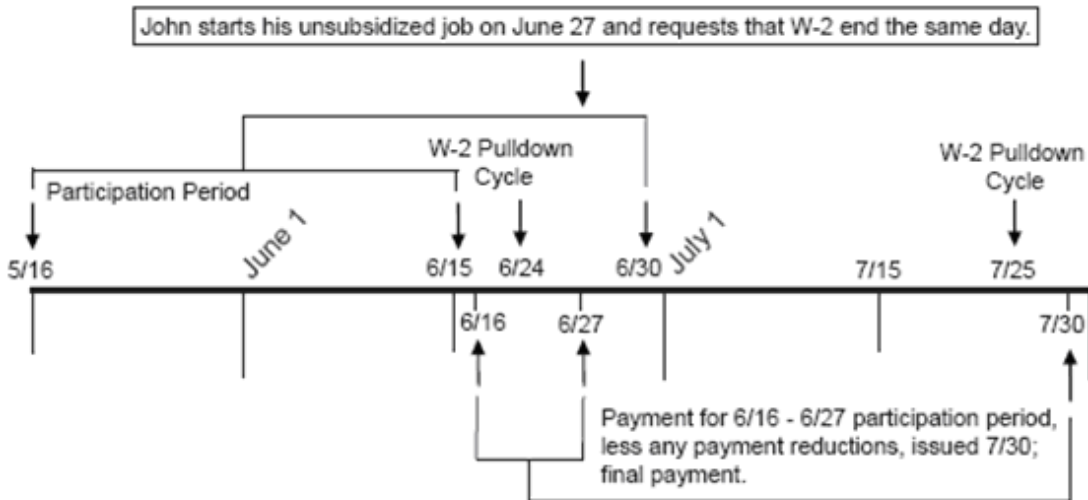 John starts his unsubsidized job on June 27 and requests that W-2 end the same day.
W-2 Pulldown
Cycle
W-2 Pulldown
Cycle
Participation Period
5/16
June 1
6/15
6/24
6/30
July 1
7/15
7/25
6/16
6/27
7/30
Payment for 6/16 - 6/27 participation period,
less any payment reductions, issued 7/30;
final payment.